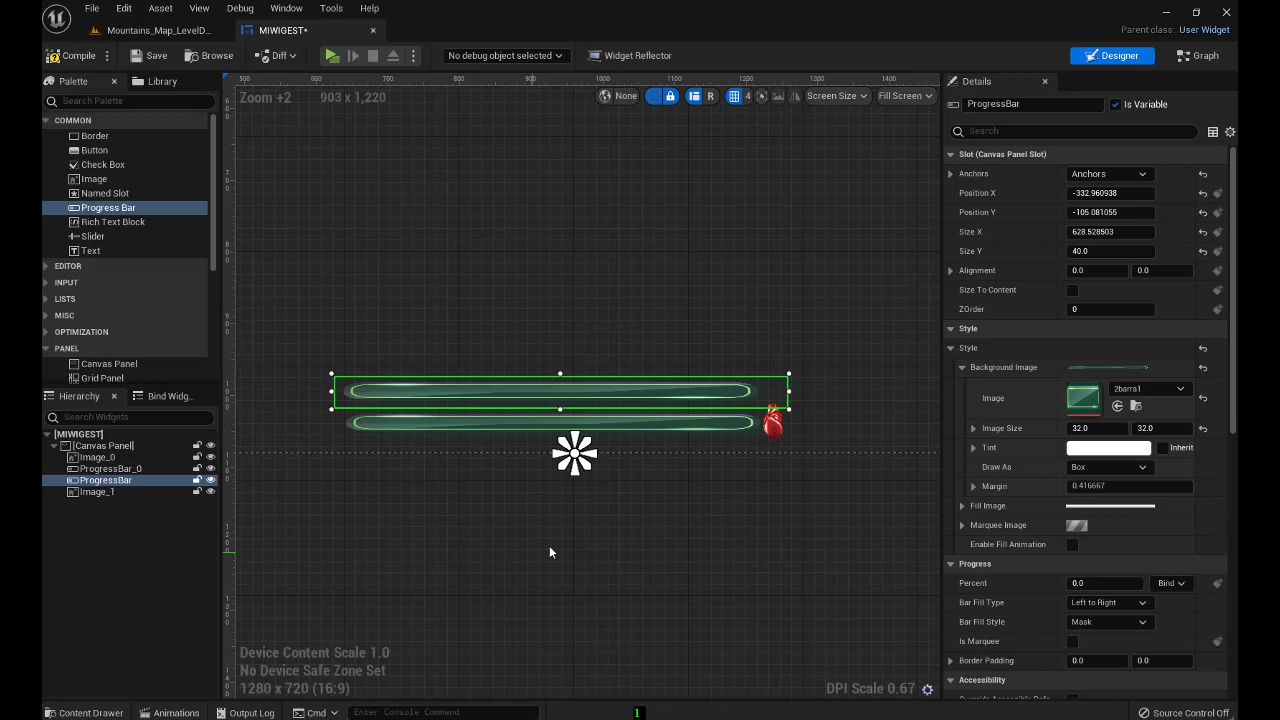 File Edit Asset View Debug Window Tools Help
Mountains_Map_LevelD... MIWIGEST* Parent class: User Widget
Compile Save Browse Diff No debug object selected Widget Reflector Designer Graph
Palette Library
Search Palette
COMMON
Border
Button
Check Box
Image
Named Slot
Progress Bar
Rich Text Block
Slider
Text
EDITOR
INPUT
LISTS
MISC
OPTIMIZATION
PANEL
Canvas Panel
Grid Panel
Hierarchy Bind Widg...
Search Widgets
[MIWIGEST]
[Canvas Panel]
Image_0
ProgressBar_0
ProgressBar
Image_1
500 600 700 800 900 1000 1100 1200 1300 1400
Zoom +2 903 x 1,220 None R 4 Screen Size Fill Screen
Device Content Scale 1.0
No Device Safe Zone Set
1280 x 720 (16:9) DPI Scale 0.67
Details
ProgressBar Is Variable
Search
Slot (Canvas Panel Slot)
Anchors Anchors
Position X -332.960938
Position Y -105.081055
Size X 628.528503
Size Y 40.0
Alignment 0.0 0.0
Size To Content
ZOrder 0
Style
Style
Background Image
Image 2barra1
Image Size 32.0 32.0
Tint Inherit
Draw As Box
Margin 0.416667
Fill Image
Marquee Image
Enable Fill Animation
Progress
Percent 0.0 Bind
Bar Fill Type Left to Right
Bar Fill Style Mask
Is Marquee
Border Padding 0.0 0.0
Accessibility
Content Drawer Animations Output Log Cmd Enter Console Command 1 Source Control Off